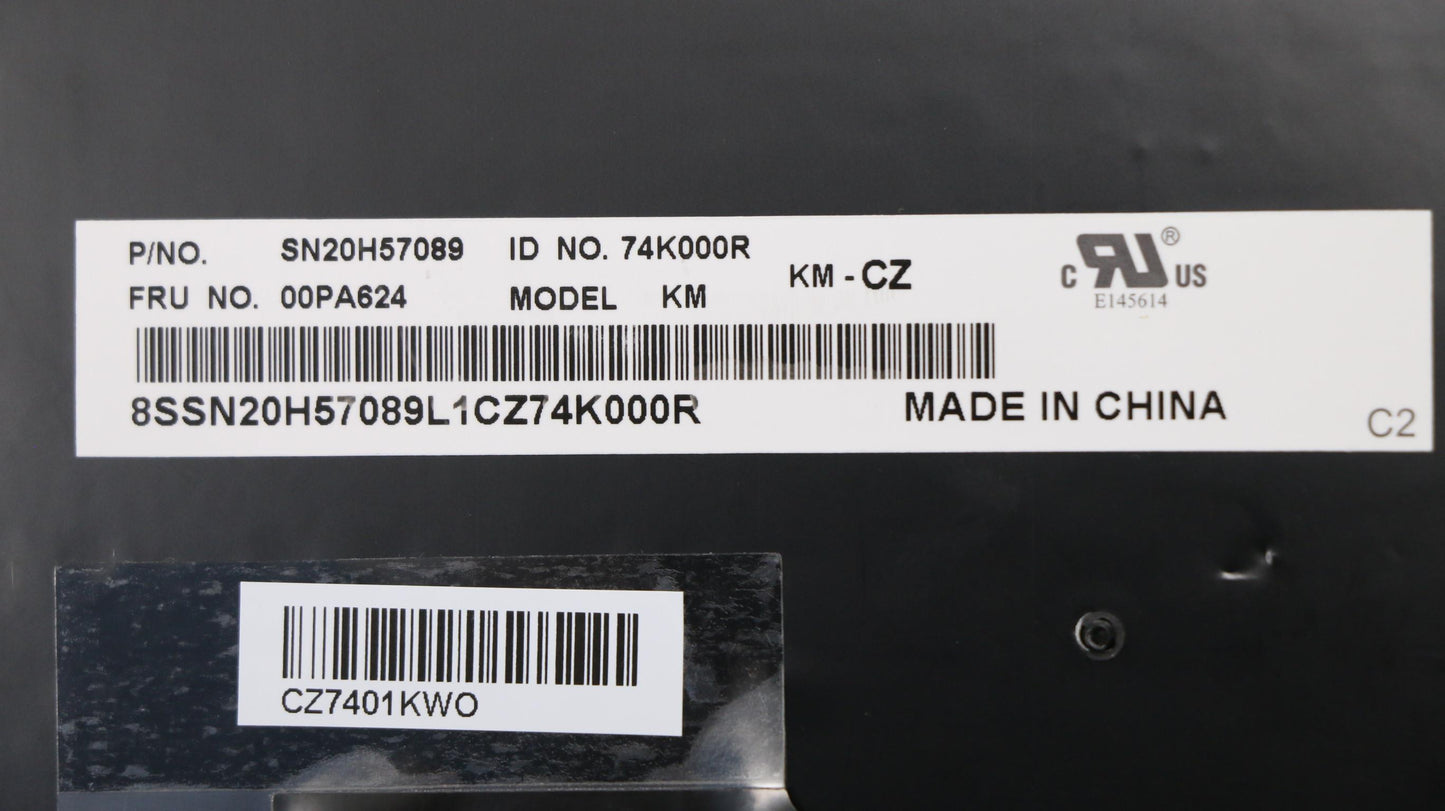 P/NO. SN20H57089 ID NO. 74K000R
FRU NO. 00PA624 MODEL KM
KM - CZ
C RU ® US
E145614
8SSN20H57089L1CZ74K000R
MADE IN CHINA
C2
CZ7401KWO